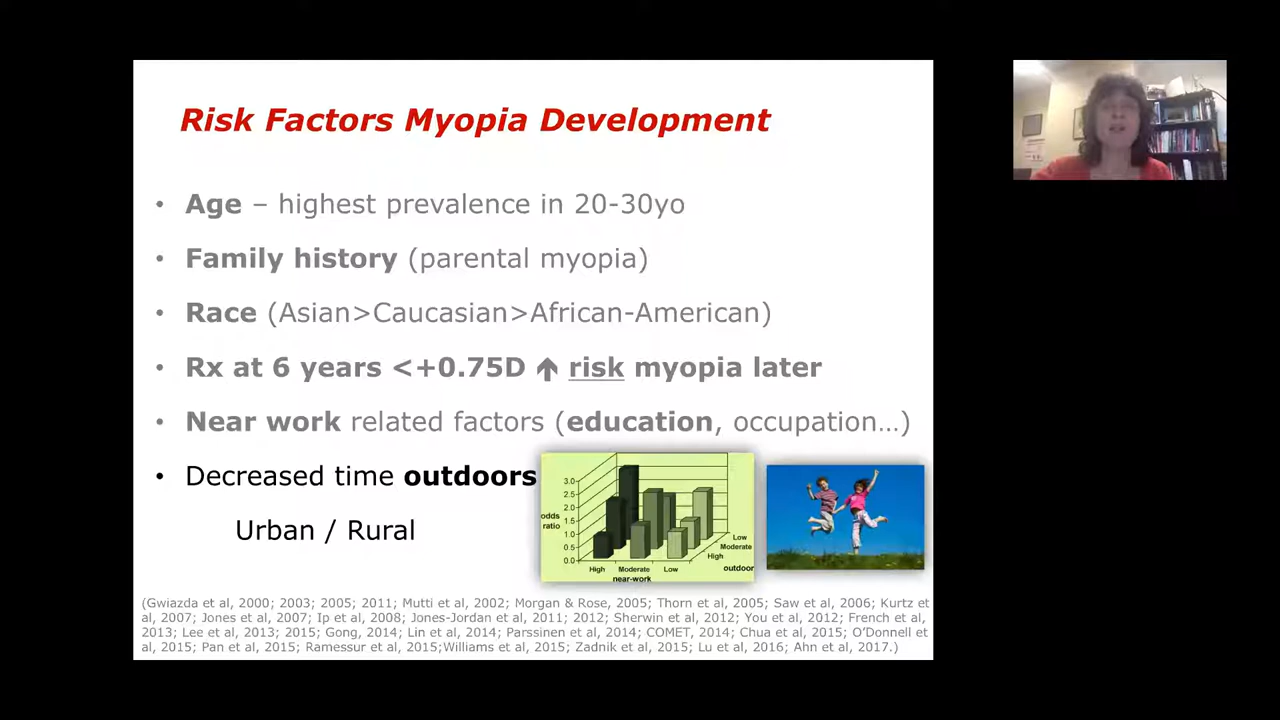 Risk Factors Myopia Development
• Age – highest prevalence in 20-30yo
• Family history (parental myopia)
• Race (Asian>Caucasian>African-American)
• Rx at 6 years <+0.75D 🡹 risk myopia later
• Near work related factors (education, occupation…)
• Decreased time outdoors
Urban / Rural
3.0
2.5
2.0
1.5
1.0
0.5
0.0
odds
ratio
High Moderate Low
near-work
Low
Moderate
High
outdoor
(Gwiazda et al, 2000; 2003; 2005; 2011; Mutti et al, 2002; Morgan & Rose, 2005; Thorn et al, 2005; Saw et al, 2006; Kurtz et
al, 2007; Jones et al, 2007; Ip et al, 2008; Jones-Jordan et al, 2011; 2012; Sherwin et al, 2012; You et al, 2012; French et al,
2013; Lee et al, 2013; 2015; Gong, 2014; Lin et al, 2014; Parssinen et al, 2014; COMET, 2014; Chua et al, 2015; O’Donnell et
al, 2015; Pan et al, 2015; Ramessur et al, 2015;Williams et al, 2015; Zadnik et al, 2015; Lu et al, 2016; Ahn et al, 2017.)